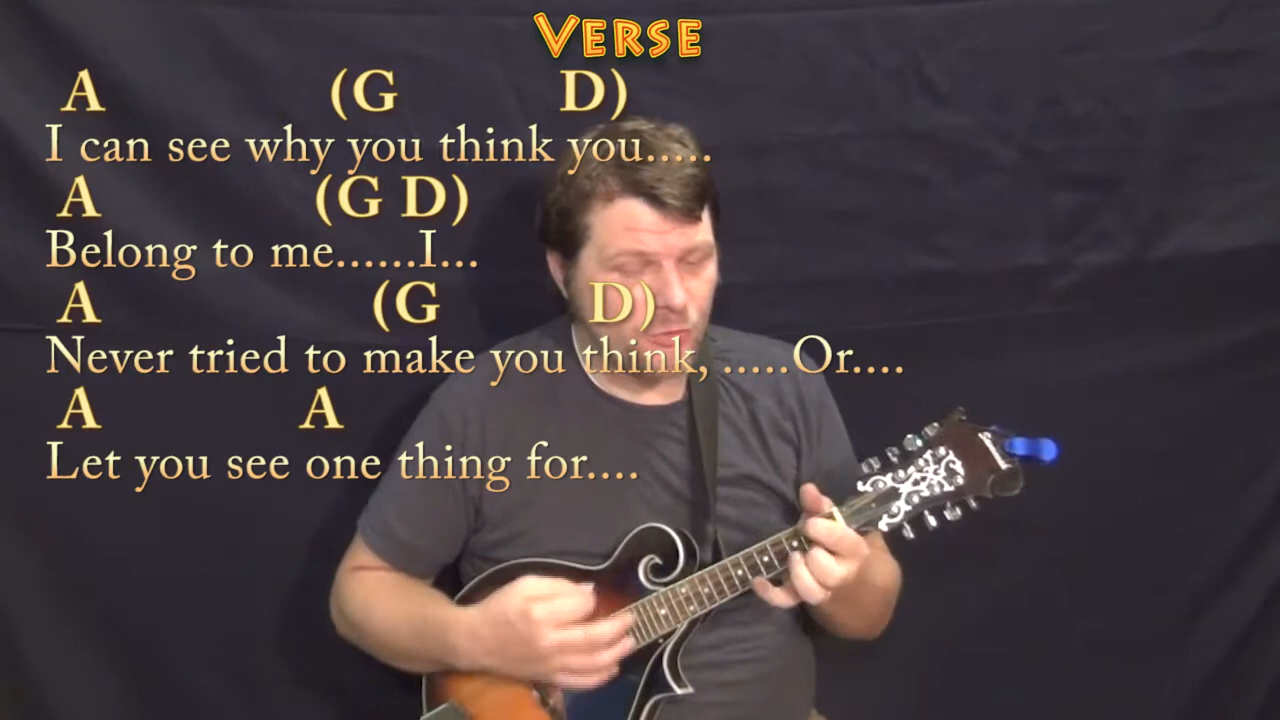 VERSE
A (G D)
I can see why you think you.....
A (G D)
Belong to me......I...
A (G D)
Never tried to make you think, .....Or....
A A
Let you see one thing for....